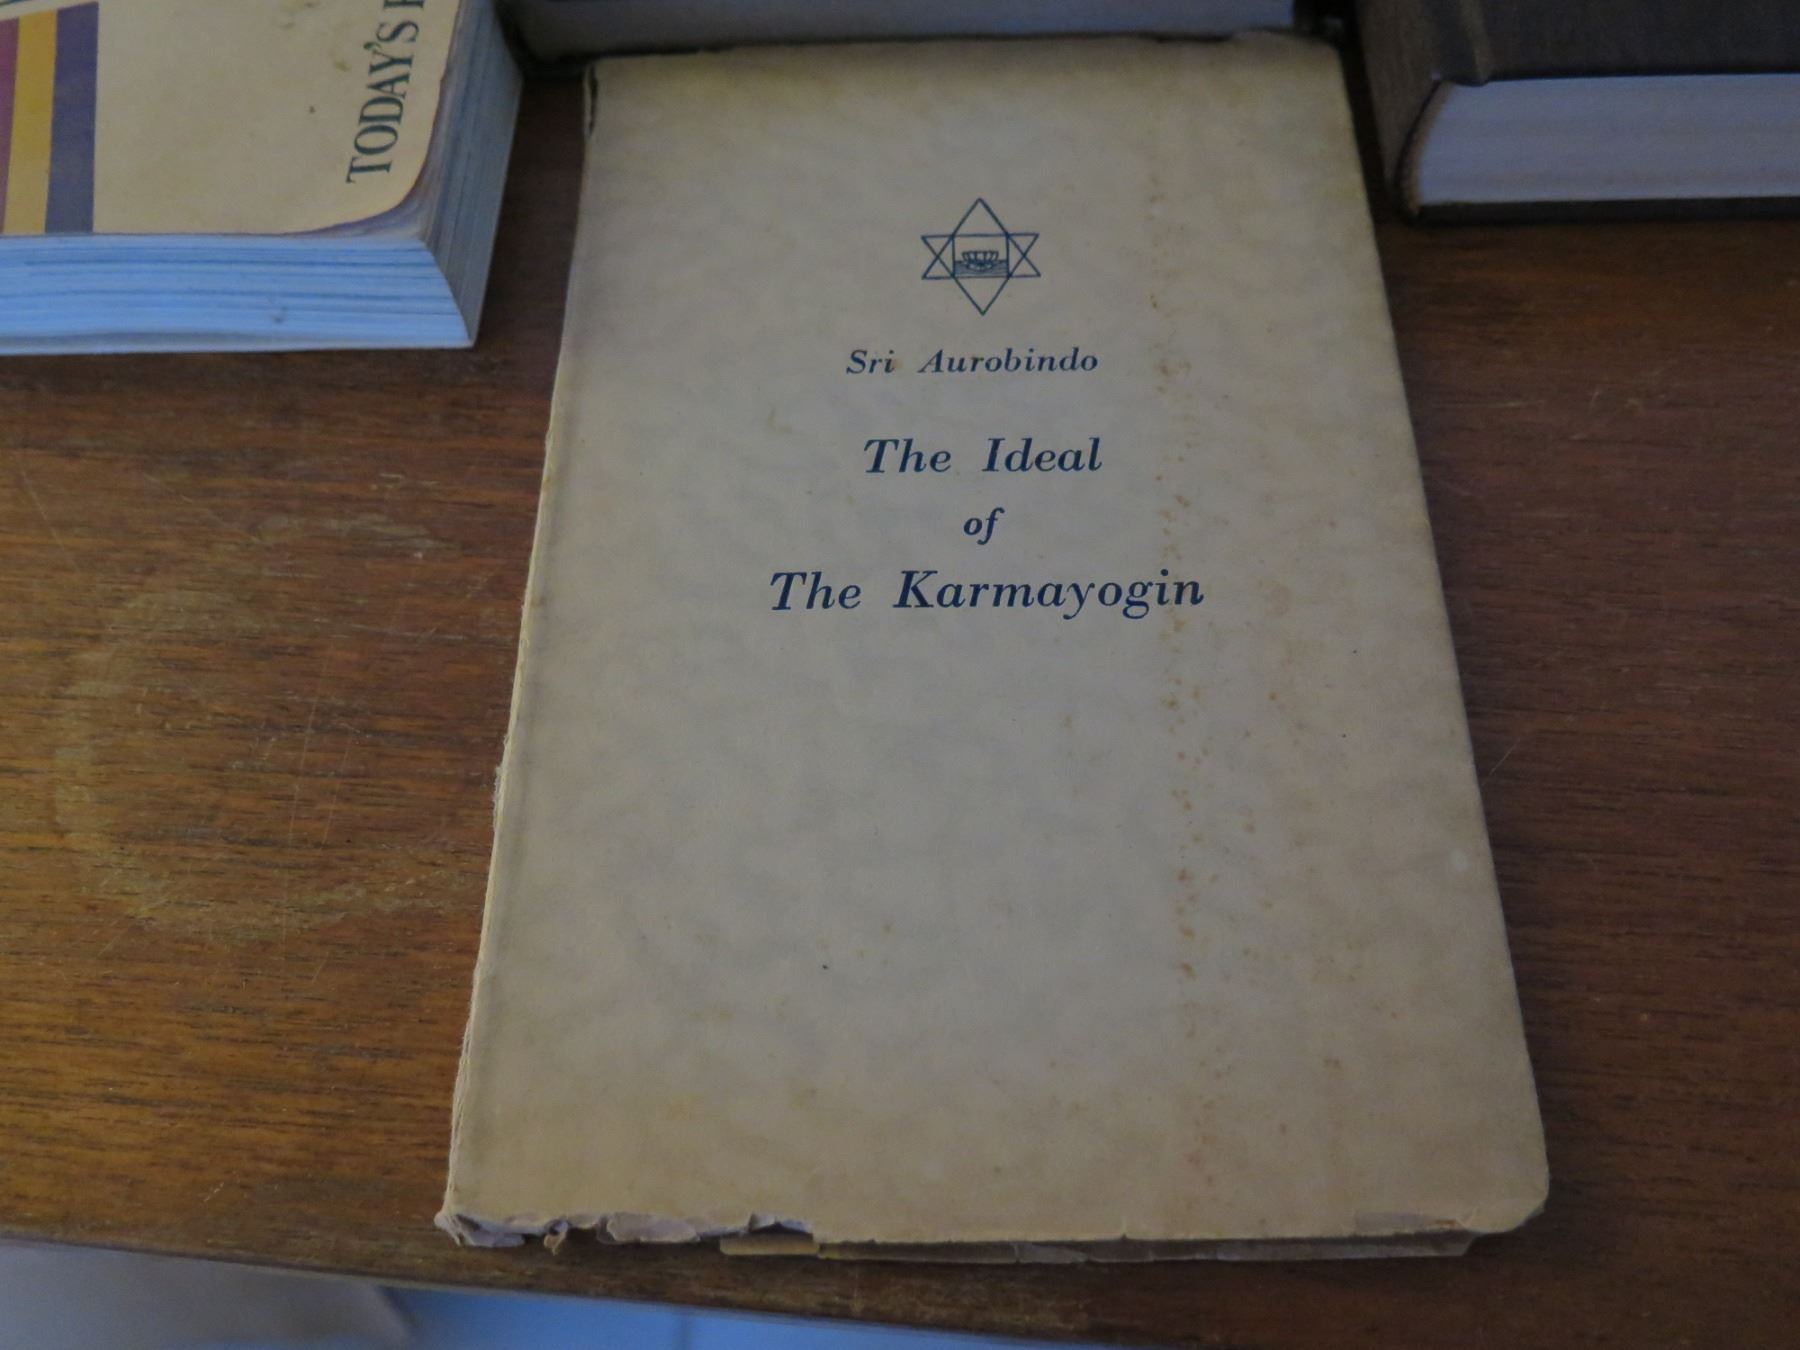 TODAY'S
Sri Aurobindo
The Ideal
of
The Karmayogin